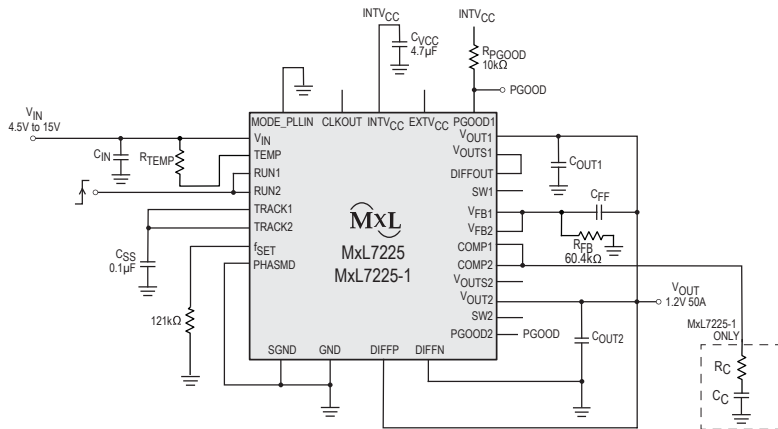 INTVCC
INTVCC
CVCC
4.7µF
RPGOOD
10kΩ
PGOOD
VIN
4.5V to 15V
CIN
RTEMP
MODE_PLLIN
CLKOUT
INTVCC
EXTVCC
PGOOD1
VIN
TEMP
RUN1
RUN2
TRACK1
TRACK2
fSET
PHASMD
CSS
0.1µF
121kΩ
MXL
MxL7225
MxL7225-1
VOUT1
VOUTS1
DIFFOUT
SW1
VFB1
VFB2
COMP1
COMP2
VOUTS2
VOUT2
SW2
PGOOD2
PGOOD
SGND
GND
DIFFP
DIFFN
COUT1
CFF
RFB
60.4kΩ
VOUT
1.2V 50A
COUT2
MxL7225-1
ONLY
RC
CC